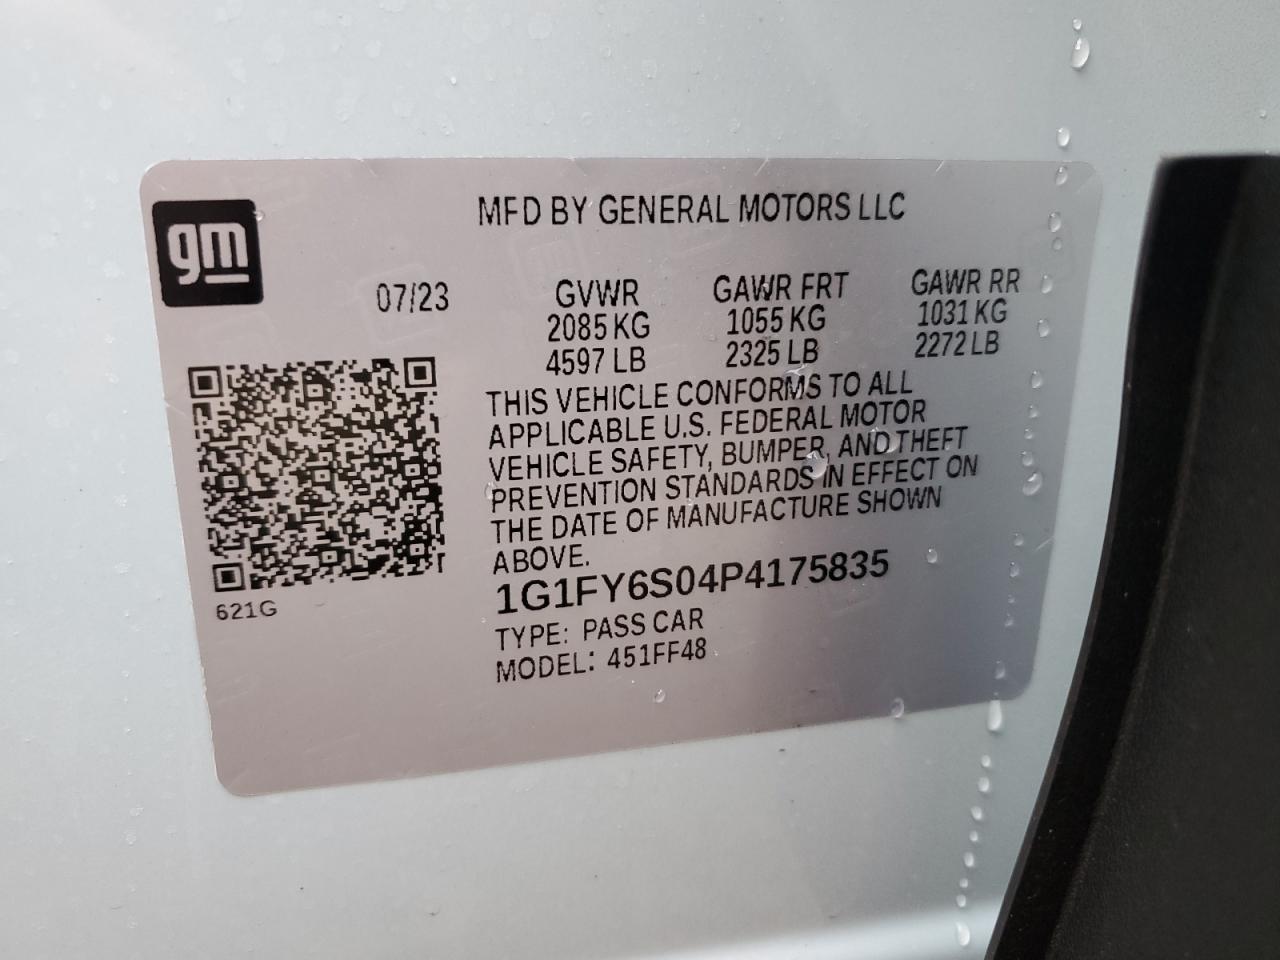 gm
MFD BY GENERAL MOTORS LLC
07/23
GVWR GAWR FRT GAWR RR
2085 KG 1055 KG 1031 KG
4597 LB 2325 LB 2272 LB
THIS VEHICLE CONFORMS TO ALL
APPLICABLE U.S. FEDERAL MOTOR
VEHICLE SAFETY, BUMPER, AND THEFT
PREVENTION STANDARDS IN EFFECT ON
THE DATE OF MANUFACTURE SHOWN
ABOVE.
1G1FY6S04P4175835
621G
TYPE: PASS CAR
MODEL: 451FF48